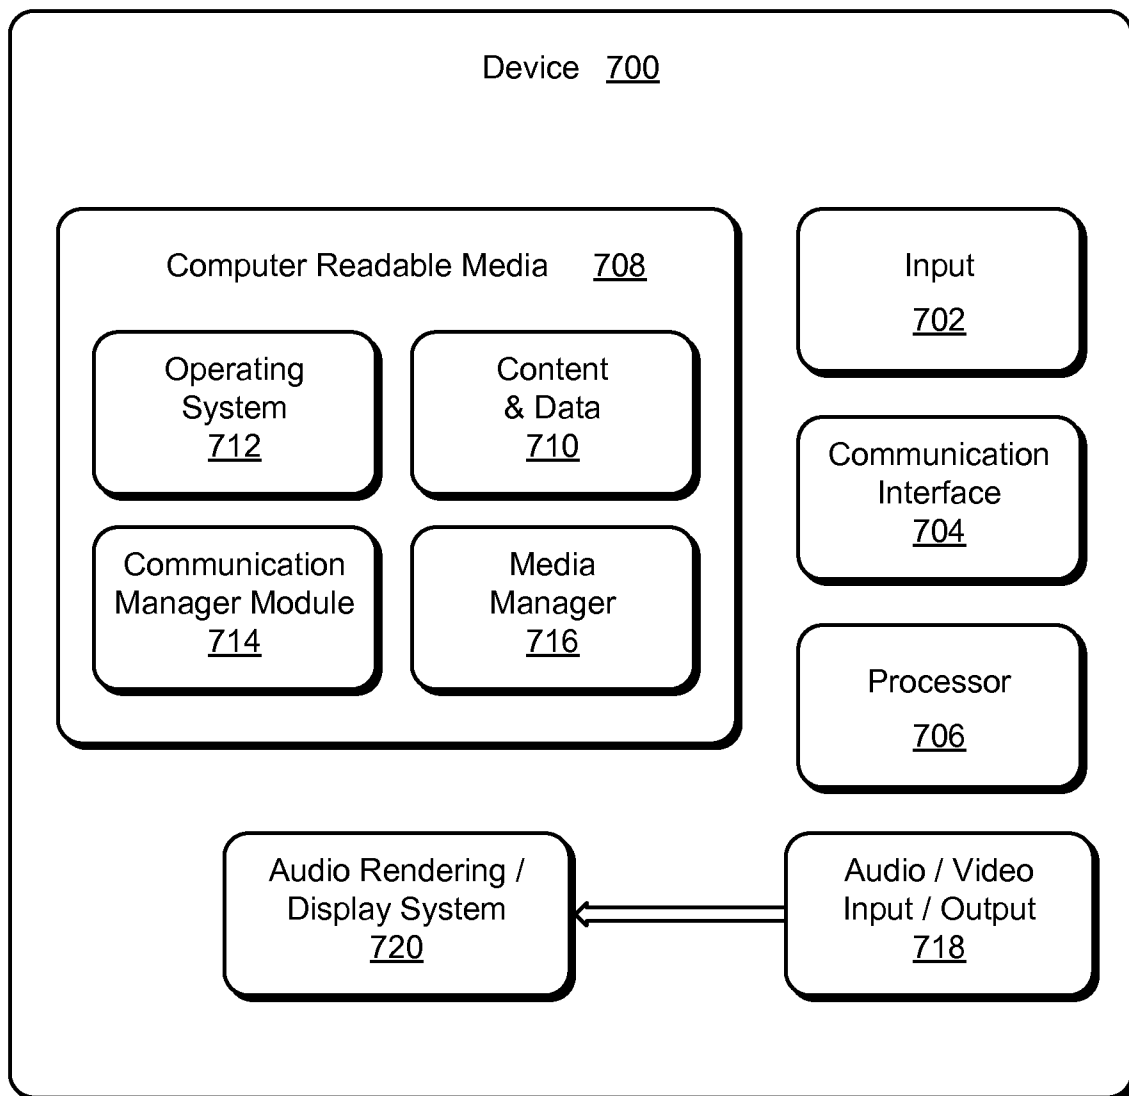 Device 700
Computer Readable Media 708
Operating
System
712
Content
& Data
710
Communication
Manager Module
714
Media
Manager
716
Input
702
Communication
Interface
704
Processor
706
Audio Rendering /
Display System
720
Audio / Video
Input / Output
718